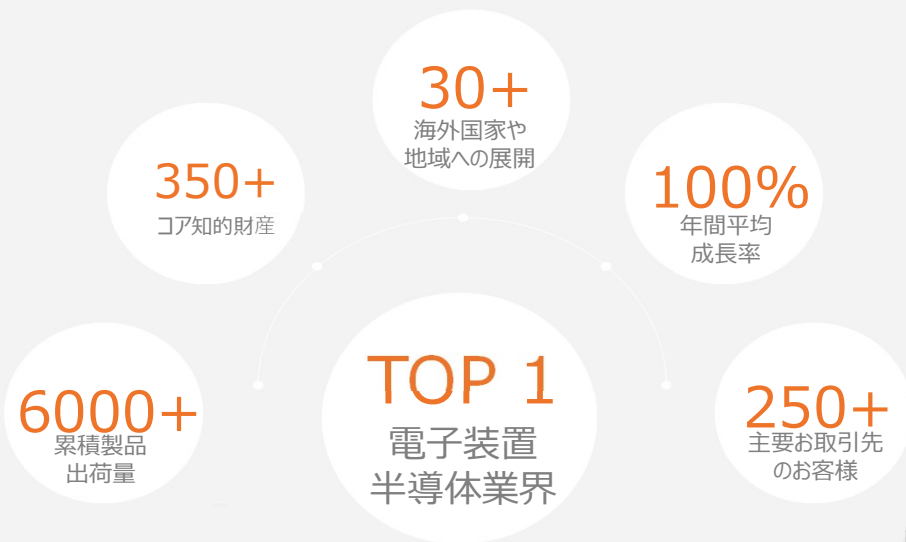 30+
海外国家や
地域への展開
350+
コア知的財産
100%
年間平均
成長率
6000+
累積製品
出荷量
TOP 1
電子装置
半導体業界
250+
主要お取引先
のお客様